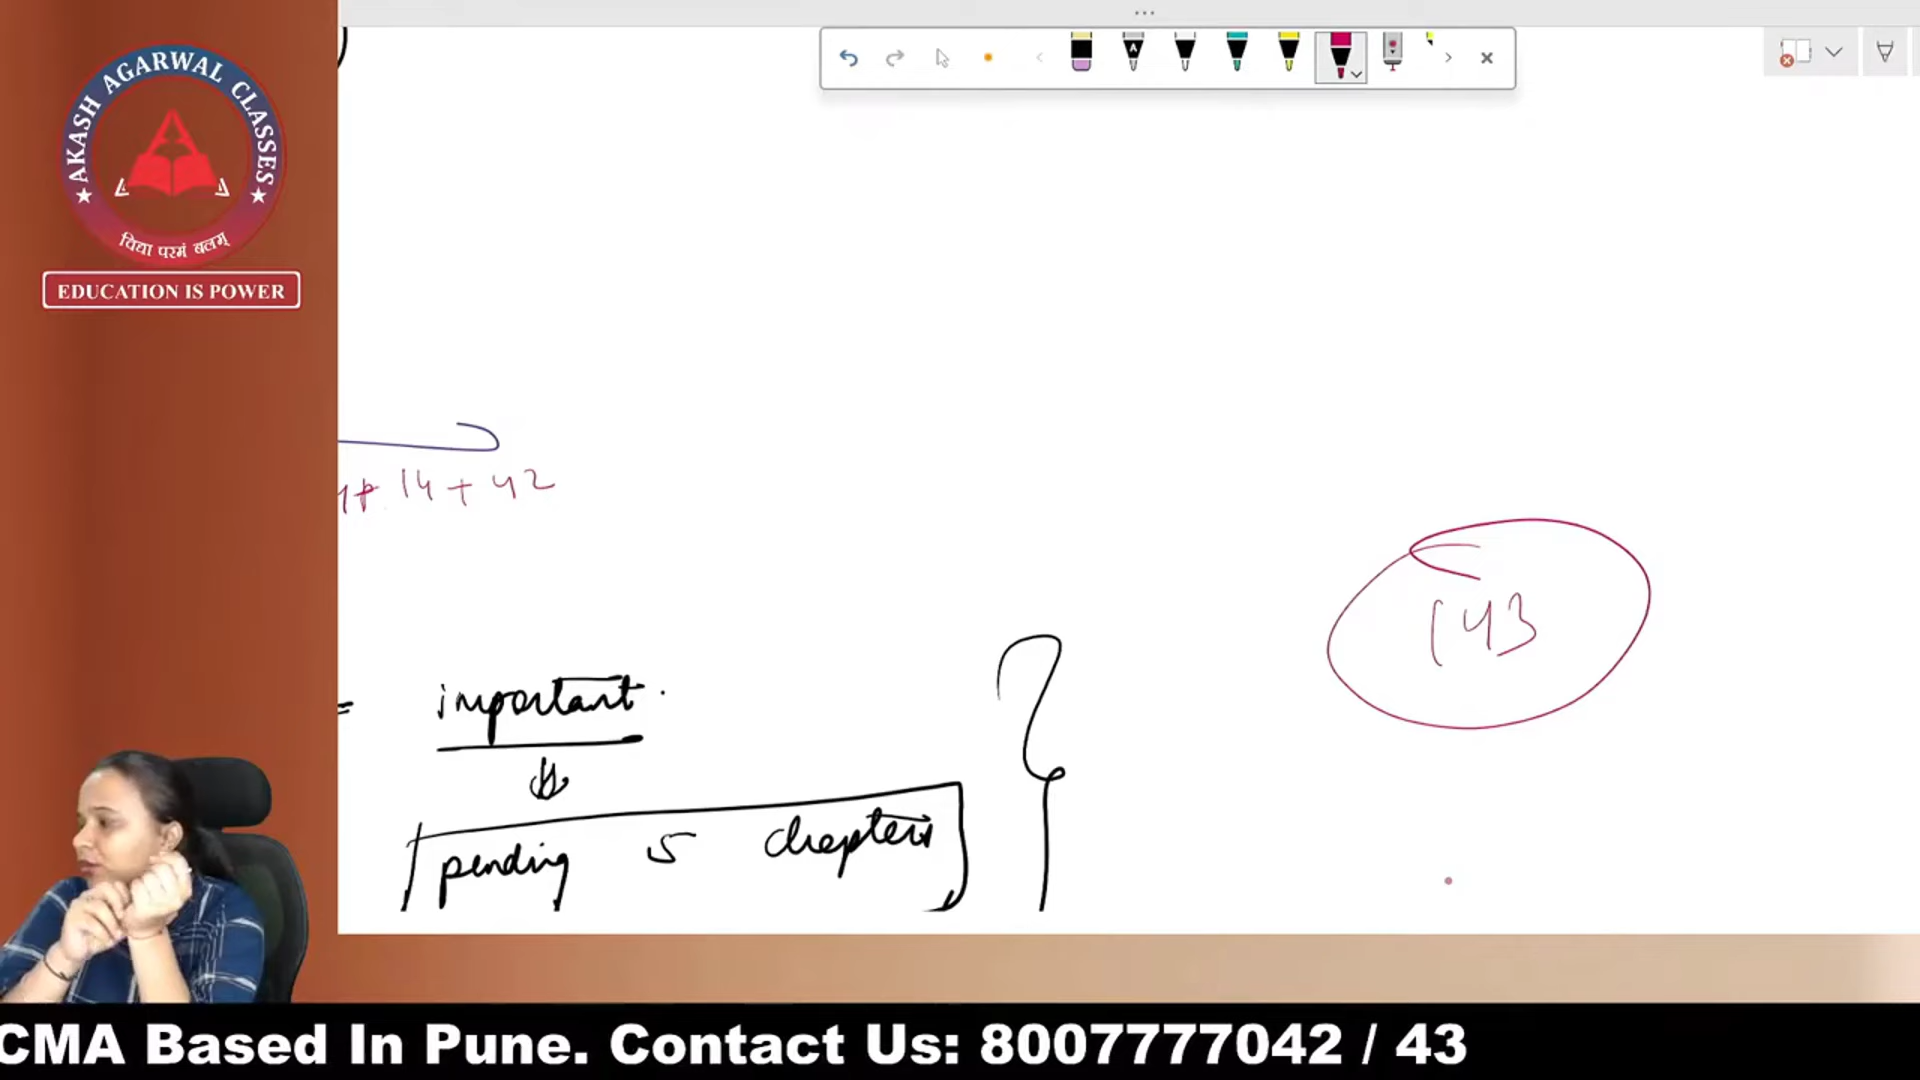 AKASH AGARWAL CLASSES
विद्या परमं बलम्
EDUCATION IS POWER
14 + 42
143
= important.
pending 5 chapters
CMA Based In Pune. Contact Us: 8007777042 / 43